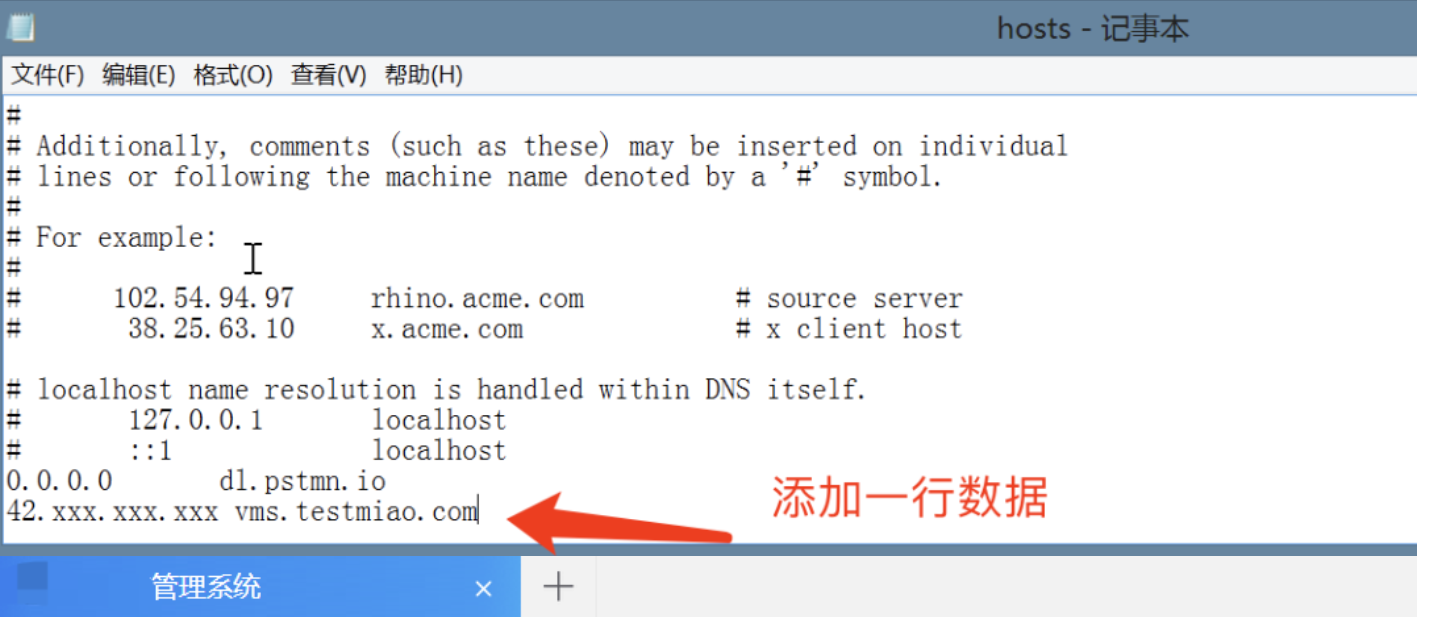 hosts - 记事本
文件(F) 编辑(E) 格式(O) 查看(V) 帮助(H)
#
# Additionally, comments (such as these) may be inserted on individual
# lines or following the machine name denoted by a '#' symbol.
#
# For example:
#
#      102.54.94.97     rhino.acme.com          # source server
#       38.25.63.10     x.acme.com              # x client host
# localhost name resolution is handled within DNS itself.
#       127.0.0.1       localhost
#       ::1             localhost
0.0.0.0       dl.pstmn.io
42.xxx.xxx.xxx vms.testmiao.com
添加一行数据
管理系统